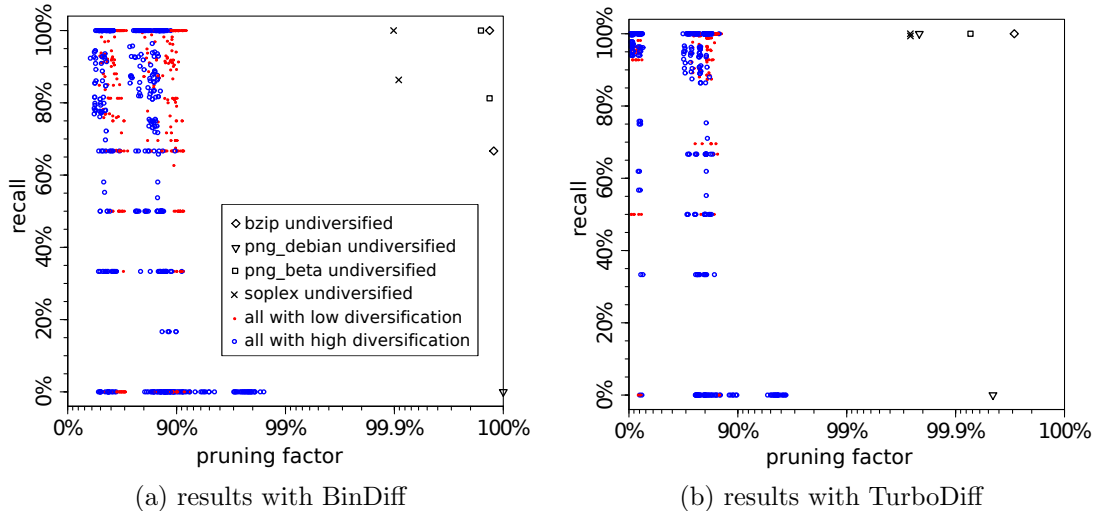 100%
80%
60%
40%
20%
0%
recall
0%
90%
99%
99.9%
100%
pruning factor
bzip undiversified
png_debian undiversified
png_beta undiversified
soplex undiversified
all with low diversification
all with high diversification
(a) results with BinDiff
100%
80%
60%
40%
20%
0%
recall
0%
90%
99%
99.9%
100%
pruning factor
(b) results with TurboDiff